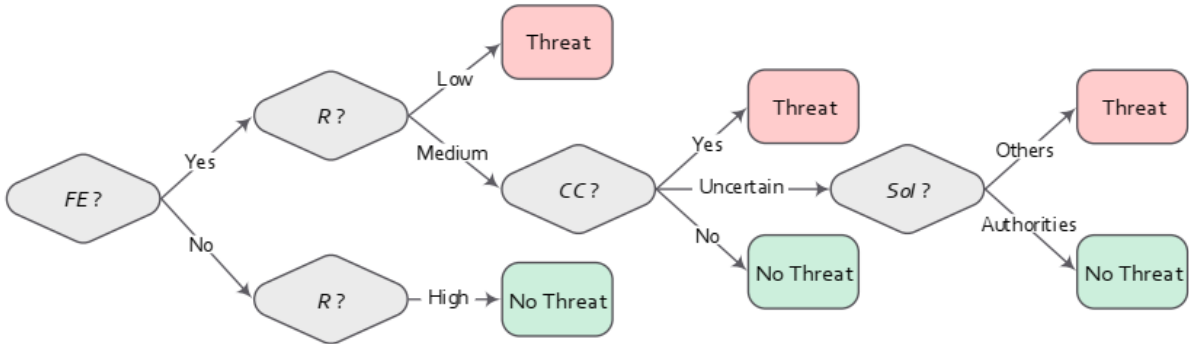 Threat
Low
R ?
Threat
Threat
Yes
Others
Medium
Yes
FE ?
CC ?
Uncertain
SoI ?
No
No
Authorities
R ?
High
No Threat
No Threat
No Threat